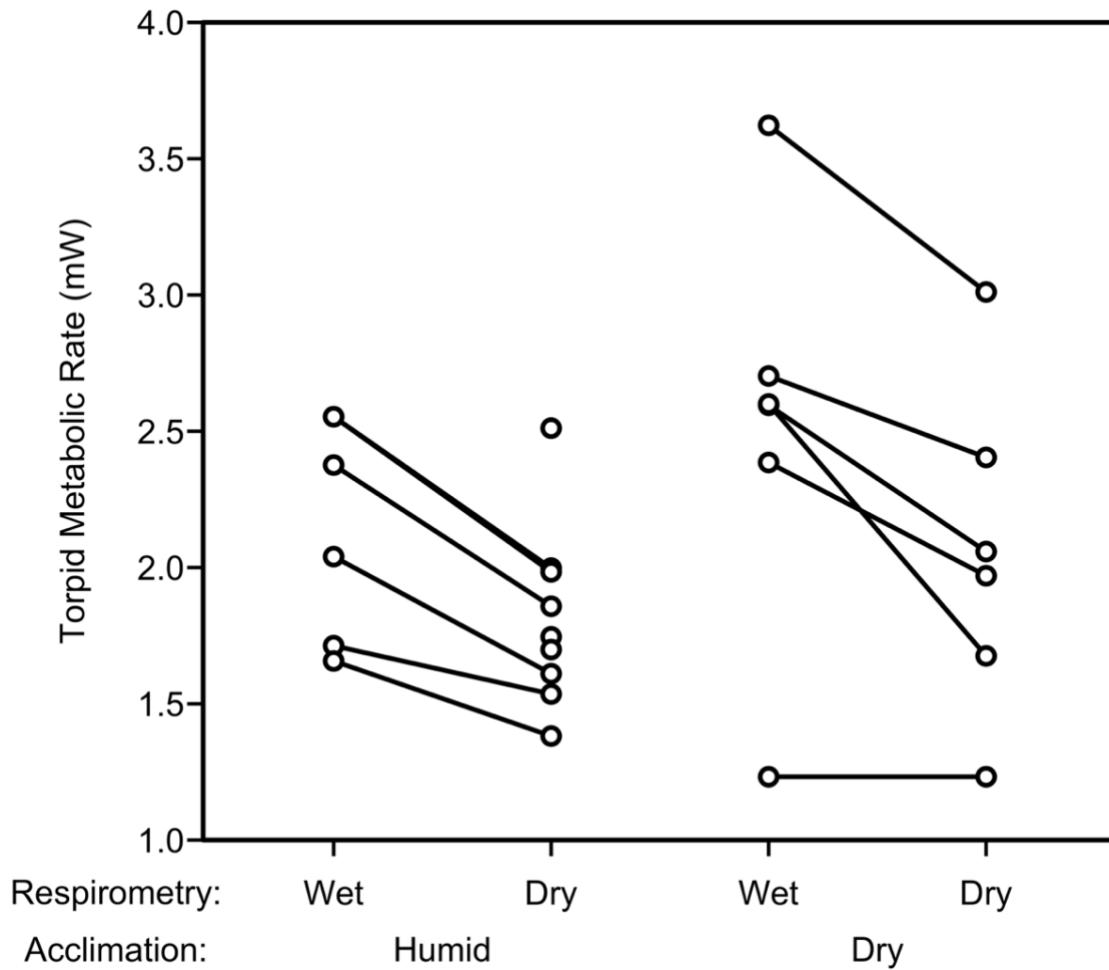 Torpid Metabolic Rate (mW)
4.0
3.5
3.0
2.5
2.0
1.5
1.0
Respirometry: Wet Dry Wet Dry
Acclimation: Humid Dry